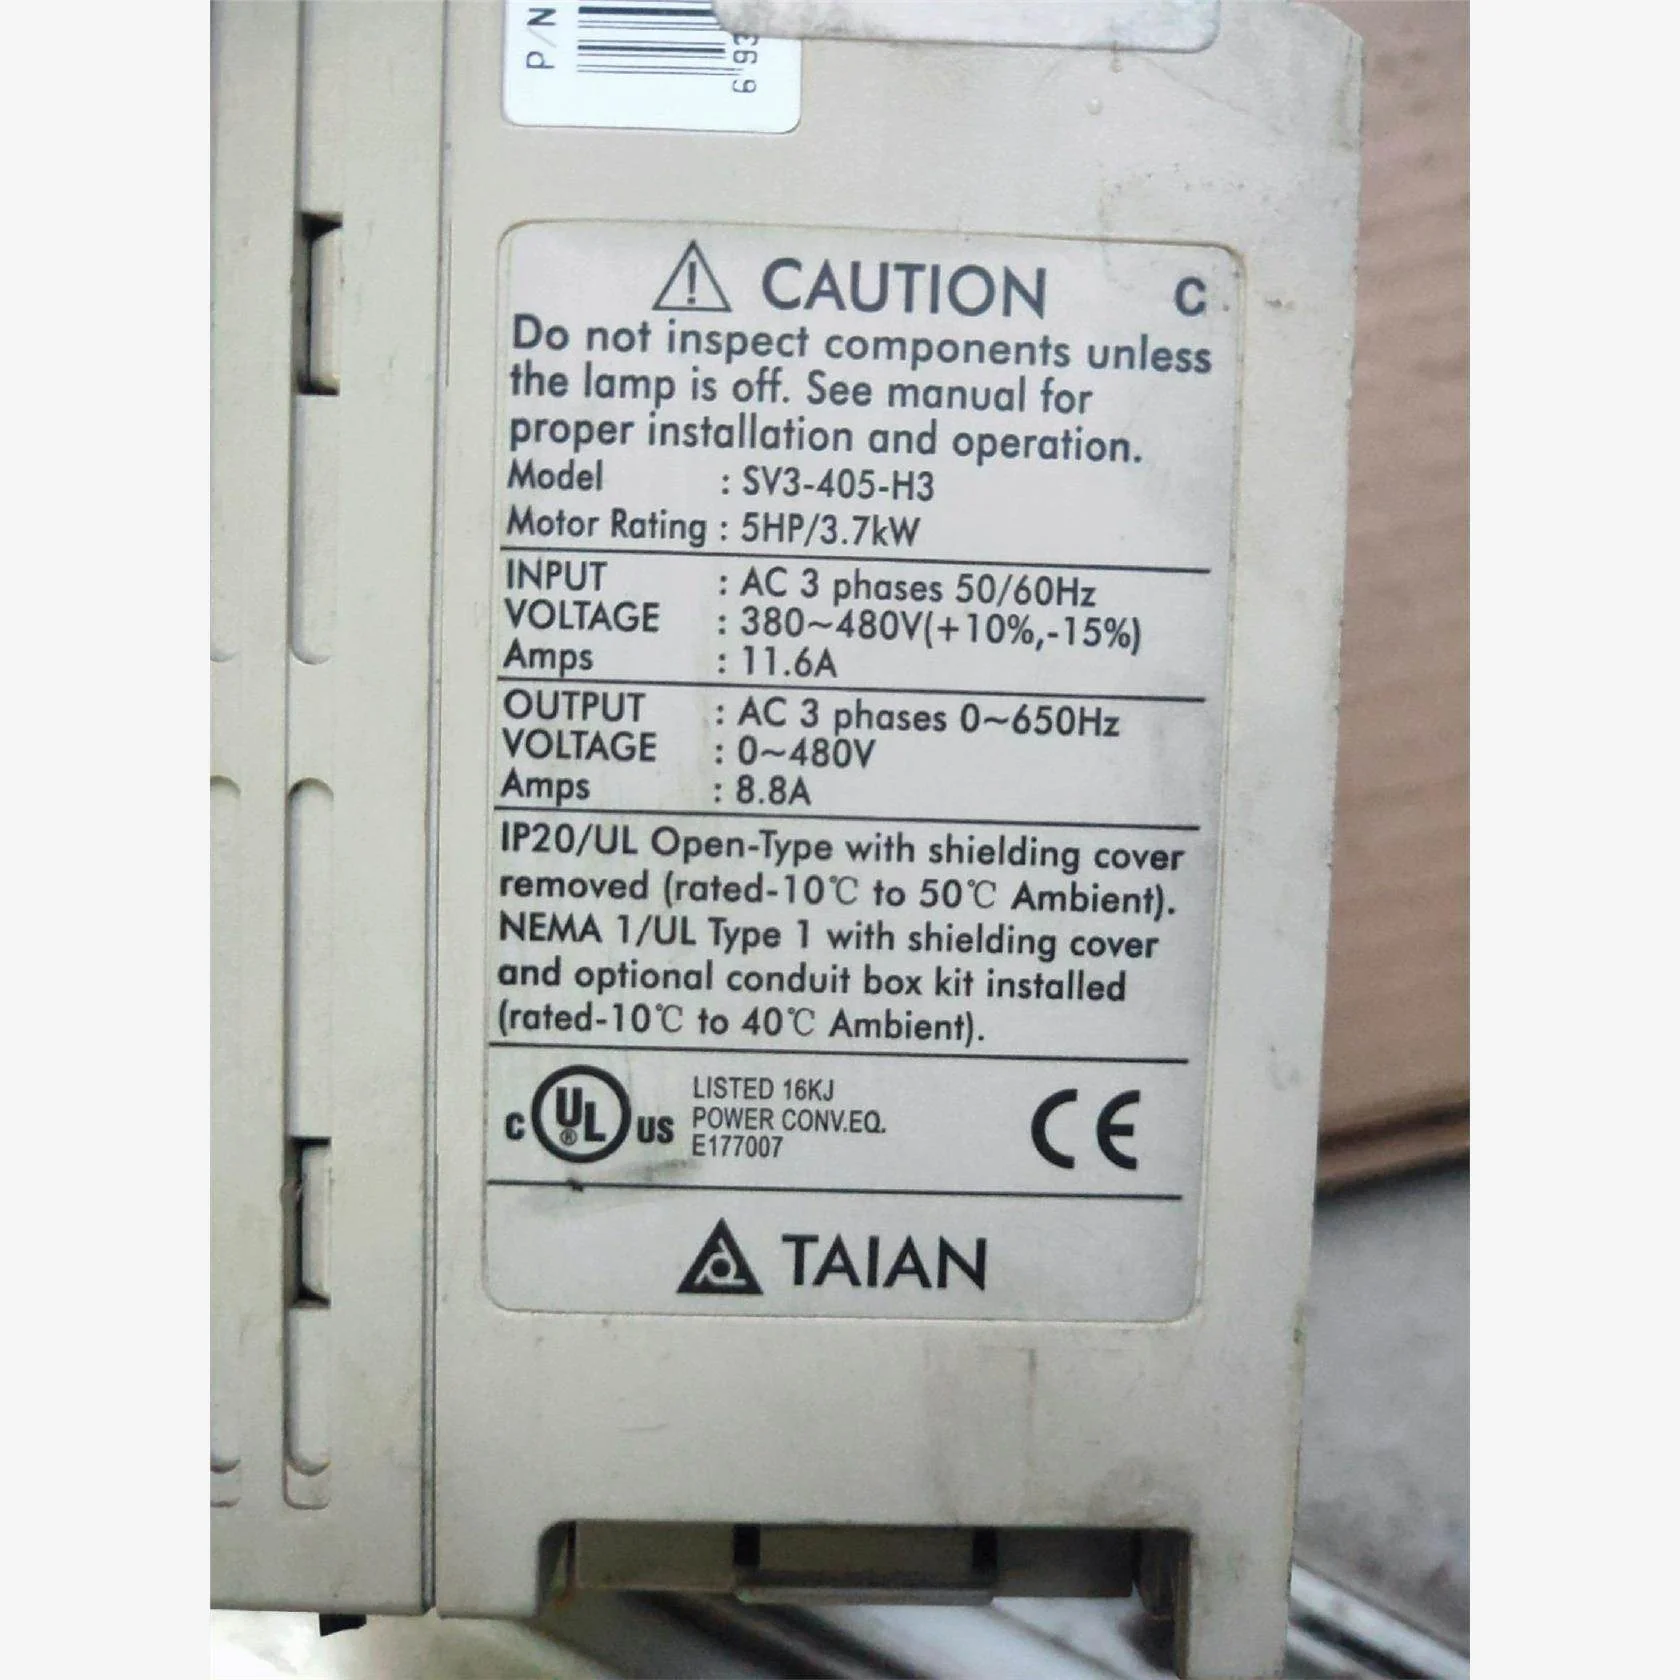 P/N
693
CAUTION C
Do not inspect components unless
the lamp is off. See manual for
proper installation and operation.
Model : SV3-405-H3
Motor Rating : 5HP/3.7kW
INPUT : AC 3 phases 50/60Hz
VOLTAGE : 380~480V(+10%,-15%)
Amps : 11.6A
OUTPUT : AC 3 phases 0~650Hz
VOLTAGE : 0~480V
Amps : 8.8A
IP20/UL Open-Type with shielding cover
removed (rated-10℃ to 50℃ Ambient).
NEMA 1/UL Type 1 with shielding cover
and optional conduit box kit installed
(rated-10℃ to 40℃ Ambient).
C UL ® US
LISTED 16KJ
POWER CONV.EQ.
E177007
CE
TAIAN